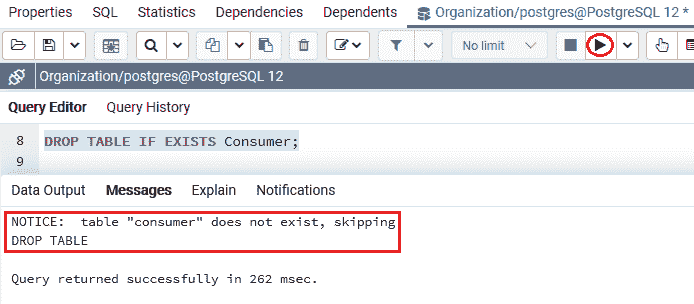 Properties SQL Statistics Dependencies Dependents Organization/postgres@PostgreSQL 12 *
No limit
Organization/postgres@PostgreSQL 12
Query Editor Query History
8 DROP TABLE IF EXISTS Consumer;
9
Data Output Messages Explain Notifications
NOTICE:  table "consumer" does not exist, skipping
DROP TABLE
Query returned successfully in 262 msec.